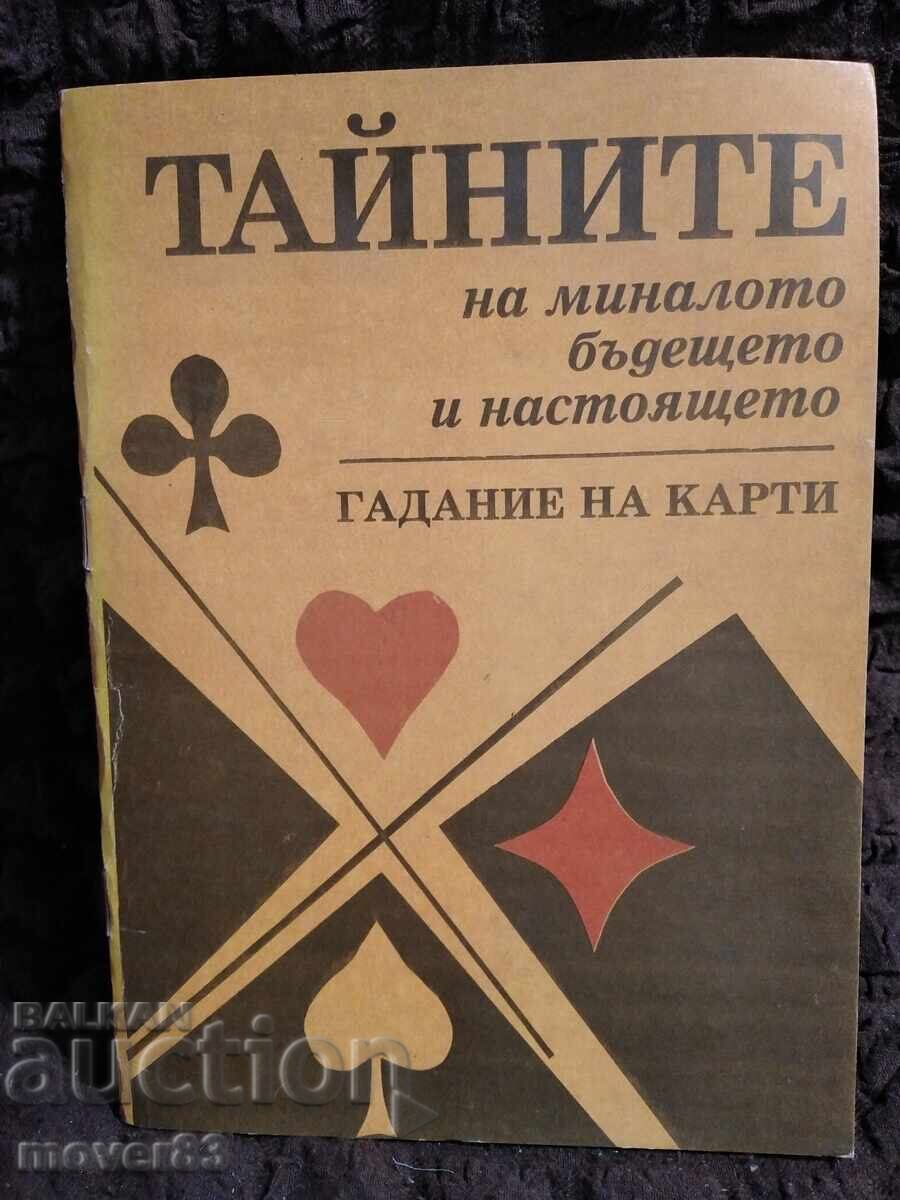 ТАЙНИТЕ
на миналото
бъдещето
и настоящето
ГАДАНИЕ НА КАРТИ
BALKAN
auction
mover83